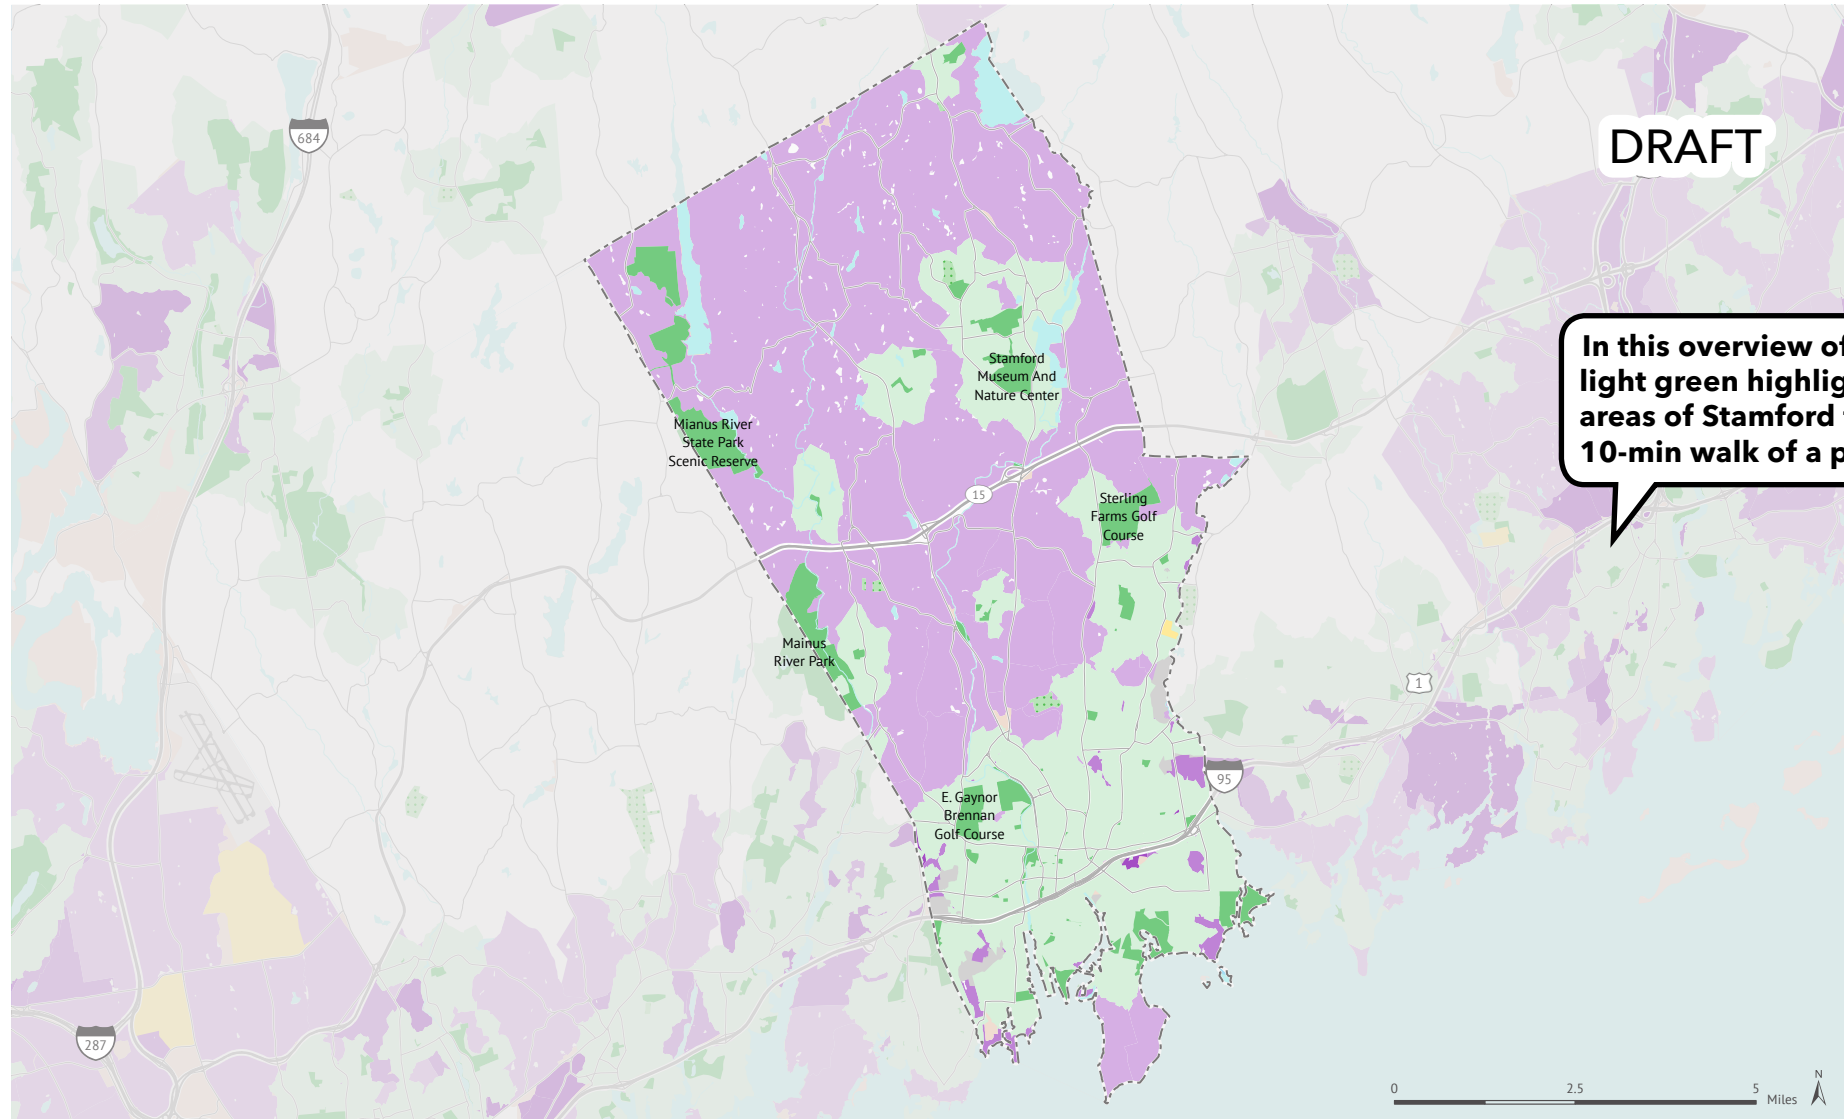 684
DRAFT
In this overview of
light green highlig
areas of Stamford
10-min walk of a p
Stamford
Museum And
Nature Center
Mianus River
State Park
Scenic Reserve
15
Sterling
Farms Golf
Course
Mainus
River Park
1
95
E. Gaynor
Brennan
Golf Course
287
0 2.5 5 Miles
N